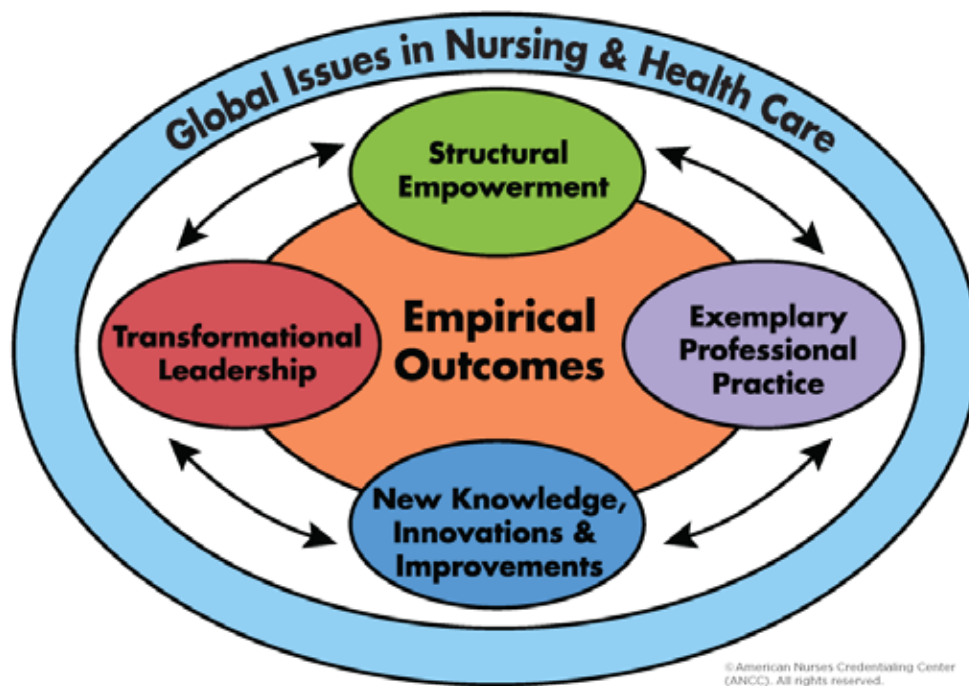 Global Issues in Nursing & Health Care
Structural
Empowerment
Transformational
Leadership
Empirical
Outcomes
Exemplary
Professional
Practice
New Knowledge,
Innovations &
Improvements
©American Nurses Credentialing Center
(ANCC). All rights reserved.